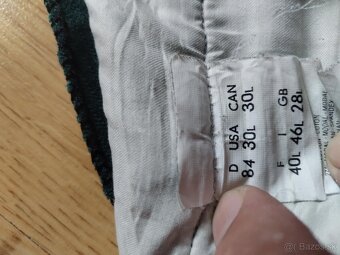 D USA CAN
84 30L 30L
F I GB
40L 46L 28L
Bazos.sk